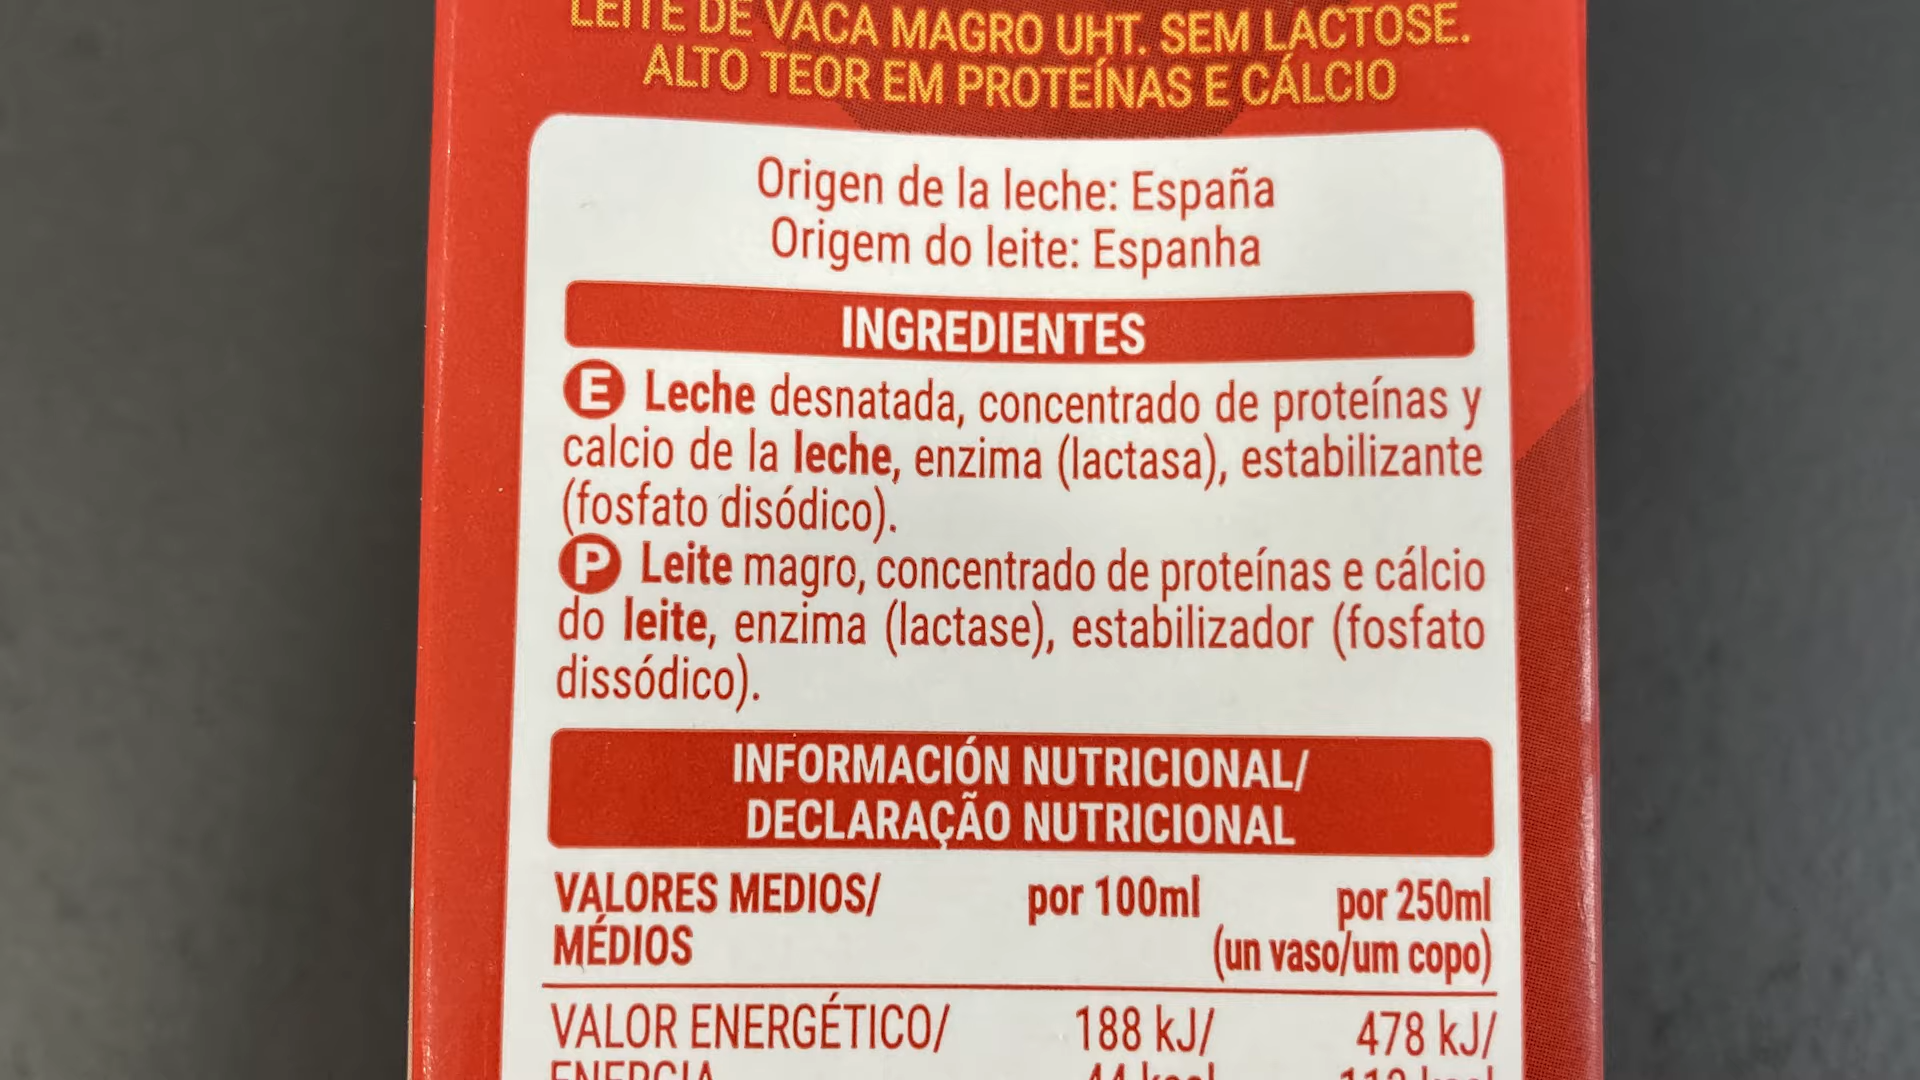 LEITE DE VACA MAGRO UHT. SEM LACTOSE.
ALTO TEOR EM PROTEÍNAS E CÁLCIO
Origen de la leche: España
Origem do leite: Espanha
INGREDIENTES
E Leche desnatada, concentrado de proteínas y
calcio de la leche, enzima (lactasa), estabilizante
(fosfato disódico).
P Leite magro, concentrado de proteínas e cálcio
do leite, enzima (lactase), estabilizador (fosfato
dissódico).
INFORMACIÓN NUTRICIONAL/
DECLARAÇÃO NUTRICIONAL
VALORES MEDIOS/ por 100ml por 250ml
MÉDIOS (un vaso/um copo)
VALOR ENERGÉTICO/ 188 kJ/ 478 kJ/
ENERGIA 44 kcal